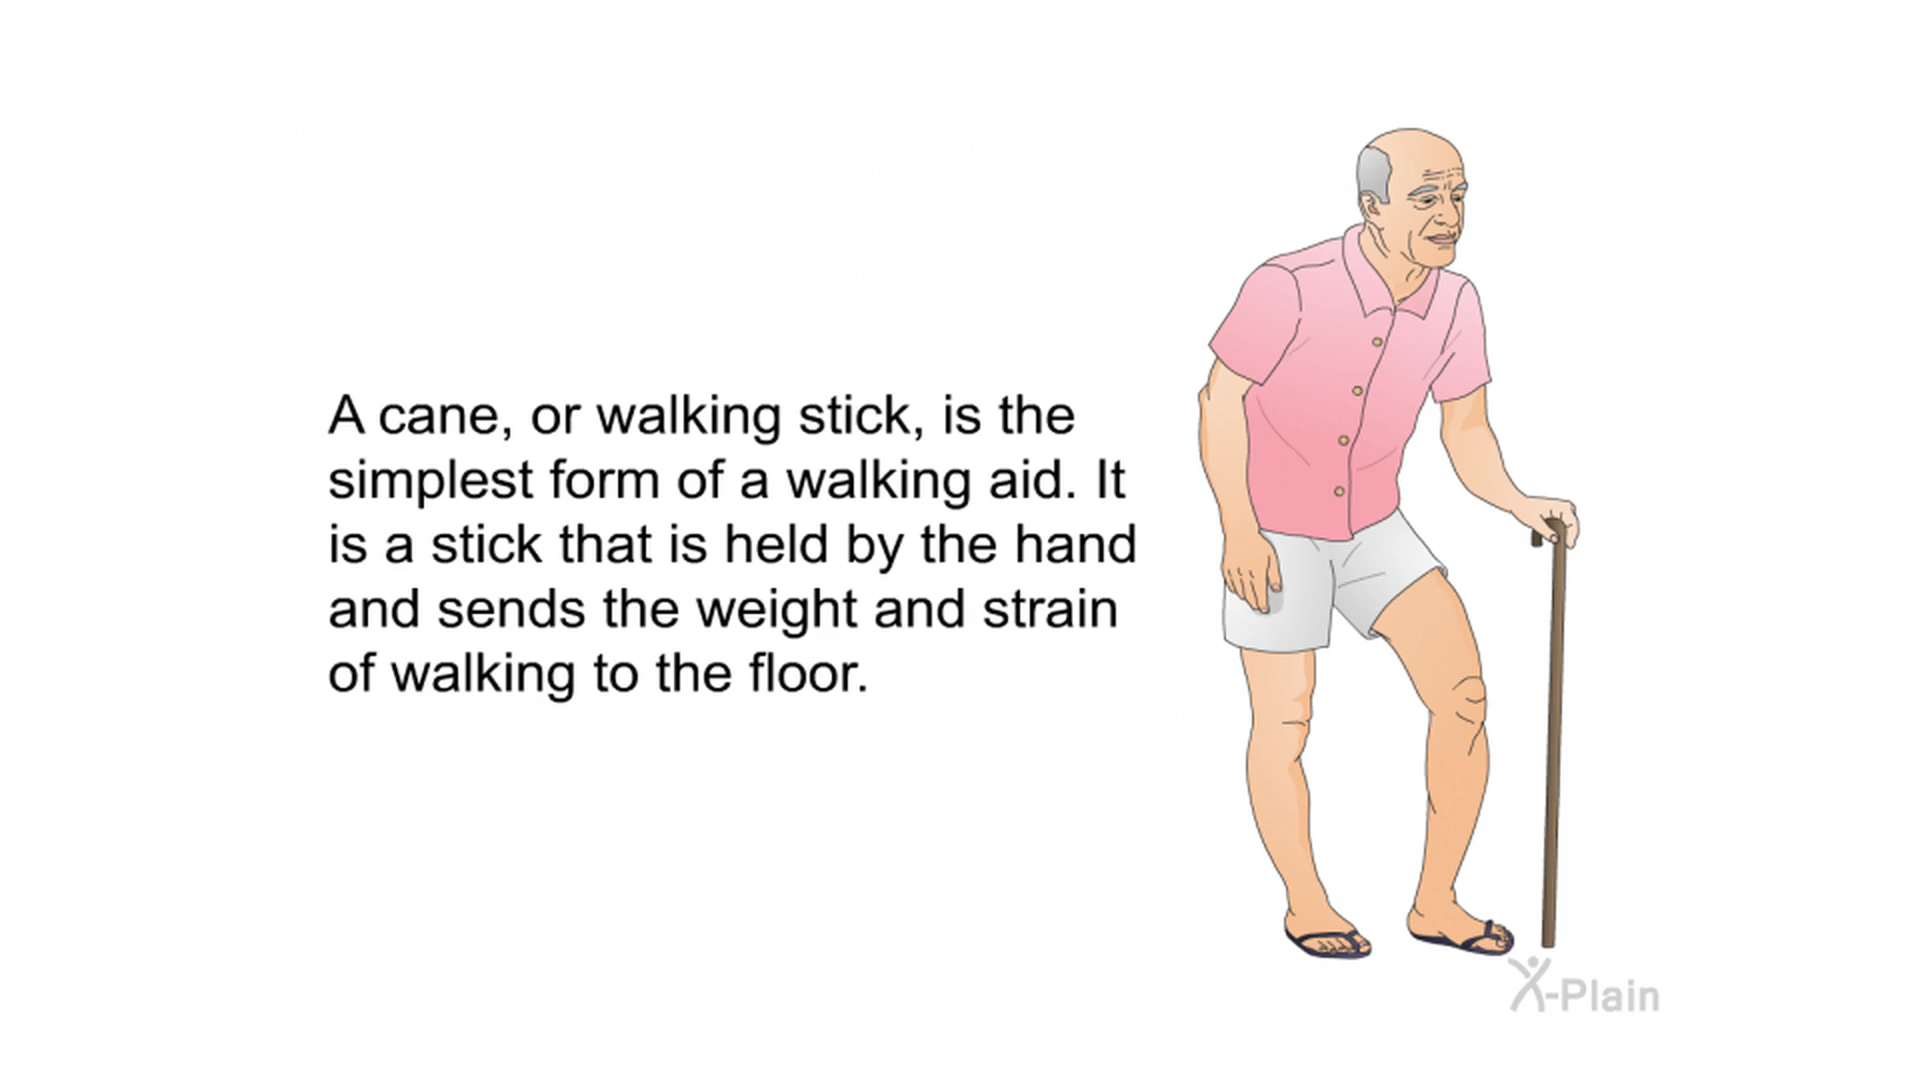 A cane, or walking stick, is the
simplest form of a walking aid. It
is a stick that is held by the hand
and sends the weight and strain
of walking to the floor.
X-Plain